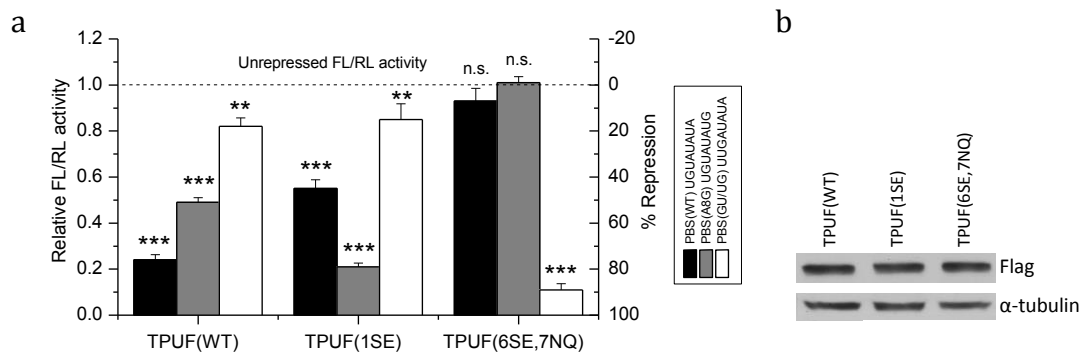 a
Relative FL/RL activity
1.2
1.0
0.8
0.6
0.4
0.2
0.0
Unrepressed FL/RL activity
***
***
**
***
***
**
n.s.
n.s.
***
TPUF(WT)
TPUF(1SE)
TPUF(6SE,7NQ)
-20
0
20
40
60
80
100
% Repression
PBS(WT) UGUAUAUA
PBS(A8G) UGUAUAUG
PBS(GU/UG) UUGAUAUA
b
TPUF(WT)
TPUF(1SE)
TPUF(6SE,7NQ)
Flag
α-tubulin